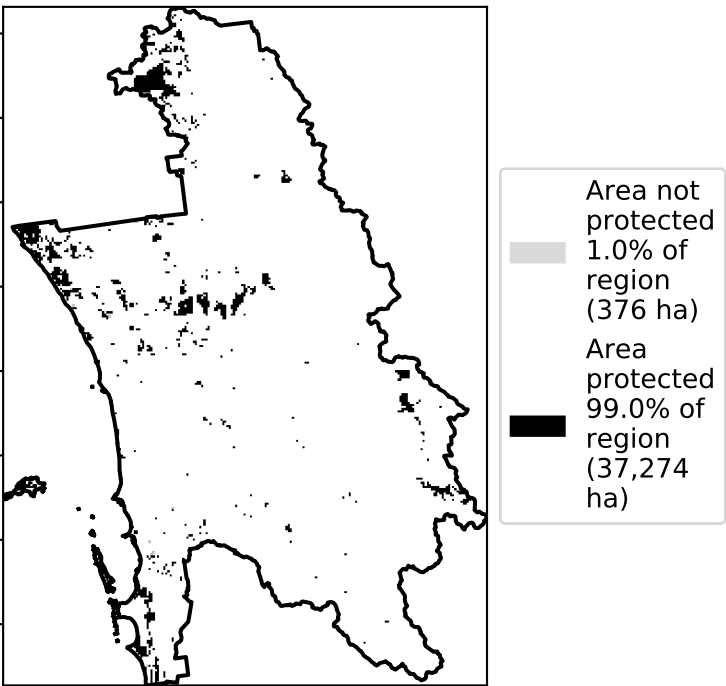 Area not
protected
1.0% of
region
(376 ha)
Area
protected
99.0% of
region
(37,274
ha)